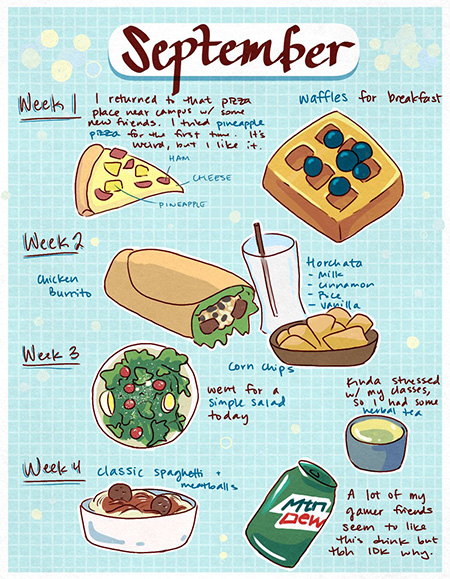 September
Week 1
I returned to that pizza
place near campus w/ some
new friends. I tried pineapple
pizza for the first time. It's
weird, but I like it.
HAM
CHEESE
PINEAPPLE
waffles for breakfast
Week 2
Chicken
Burrito
Horchata
- Milk
- Cinnamon
- Rice
- Vanilla
Corn chips
Week 3
went for a
simple salad
today
Kinda stressed
w/ my classes,
so I had some
herbal tea
Week 4
classic spaghetti +
meatballs
Mtn
Dew
A lot of my
gamer friends
seem to like
this drink but
tbh IDK why.